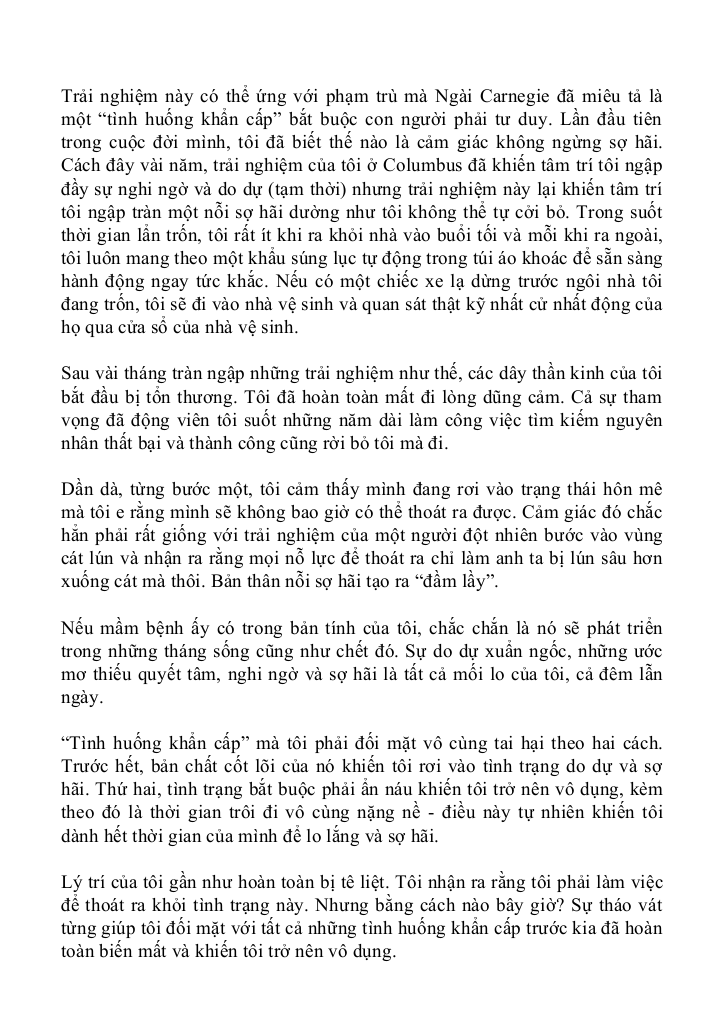 Trải nghiệm này có thể ứng với phạm trù mà Ngài Carnegie đã miêu tả là
một “tình huống khẩn cấp” bắt buộc con người phải tư duy. Lần đầu tiên
trong cuộc đời mình, tôi đã biết thế nào là cảm giác không ngừng sợ hãi.
Cách đây vài năm, trải nghiệm của tôi ở Columbus đã khiến tâm trí tôi ngập
đầy sự nghi ngờ và do dự (tạm thời) nhưng trải nghiệm này lại khiến tâm trí
tôi ngập tràn một nỗi sợ hãi dường như tôi không thể tự cởi bỏ. Trong suốt
thời gian lẩn trốn, tôi rất ít khi ra khỏi nhà vào buổi tối và mỗi khi ra ngoài,
tôi luôn mang theo một khẩu súng lục tự động trong túi áo khoác để sẵn sàng
hành động ngay tức khắc. Nếu có một chiếc xe lạ dừng trước ngôi nhà tôi
đang trốn, tôi sẽ đi vào nhà vệ sinh và quan sát thật kỹ nhất cử nhất động của
họ qua cửa sổ của nhà vệ sinh.
Sau vài tháng tràn ngập những trải nghiệm như thế, các dây thần kinh của tôi
bắt đầu bị tổn thương. Tôi đã hoàn toàn mất đi lòng dũng cảm. Cả sự tham
vọng đã động viên tôi suốt những năm dài làm công việc tìm kiếm nguyên
nhân thất bại và thành công cũng rời bỏ tôi mà đi.
Dần dà, từng bước một, tôi cảm thấy mình đang rơi vào trạng thái hôn mê
mà tôi e rằng mình sẽ không bao giờ có thể thoát ra được. Cảm giác đó chắc
hẳn phải rất giống với trải nghiệm của một người đột nhiên bước vào vùng
cát lún và nhận ra rằng mọi nỗ lực để thoát ra chỉ làm anh ta bị lún sâu hơn
xuống cát mà thôi. Bản thân nỗi sợ hãi tạo ra “đầm lầy”.
Nếu mầm bệnh ấy có trong bản tính của tôi, chắc chắn là nó sẽ phát triển
trong những tháng sống cũng như chết đó. Sự do dự xuẩn ngốc, những ước
mơ thiếu quyết tâm, nghi ngờ và sợ hãi là tất cả mối lo của tôi, cả đêm lẫn
ngày.
“Tình huống khẩn cấp” mà tôi phải đối mặt vô cùng tai hại theo hai cách.
Trước hết, bản chất cốt lõi của nó khiến tôi rơi vào tình trạng do dự và sợ
hãi. Thứ hai, tình trạng bắt buộc phải ẩn náu khiến tôi trở nên vô dụng, kèm
theo đó là thời gian trôi đi vô cùng nặng nề - điều này tự nhiên khiến tôi
dành hết thời gian của mình để lo lắng và sợ hãi.
Lý trí của tôi gần như hoàn toàn bị tê liệt. Tôi nhận ra rằng tôi phải làm việc
để thoát ra khỏi tình trạng này. Nhưng bằng cách nào bây giờ? Sự tháo vát
từng giúp tôi đối mặt với tất cả những tình huống khẩn cấp trước kia đã hoàn
toàn biến mất và khiến tôi trở nên vô dụng.